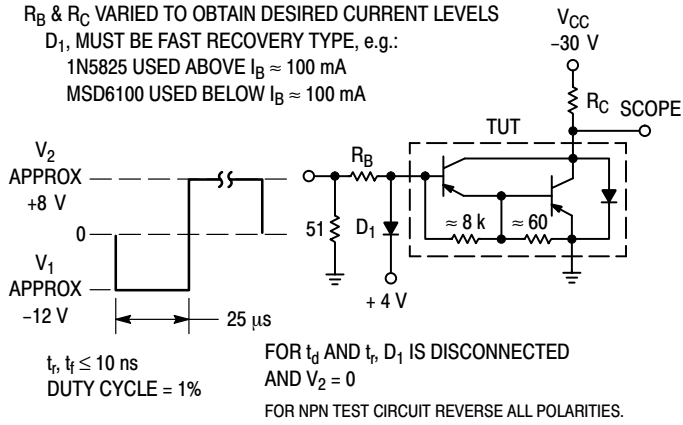 R_B & R_C VARIED TO OBTAIN DESIRED CURRENT LEVELS
D_1, MUST BE FAST RECOVERY TYPE, e.g.:
1N5825 USED ABOVE I_B ≈ 100 mA
MSD6100 USED BELOW I_B ≈ 100 mA
V_CC
−30 V
R_C
SCOPE
TUT
V_2
APPROX
+8 V
0
V_1
APPROX
−12 V
R_B
51
D_1
≈ 8 k
≈ 60
+ 4 V
25 μs
t_r, t_f ≤ 10 ns
DUTY CYCLE = 1%
FOR t_d AND t_r, D_1 IS DISCONNECTED
AND V_2 = 0
FOR NPN TEST CIRCUIT REVERSE ALL POLARITIES.